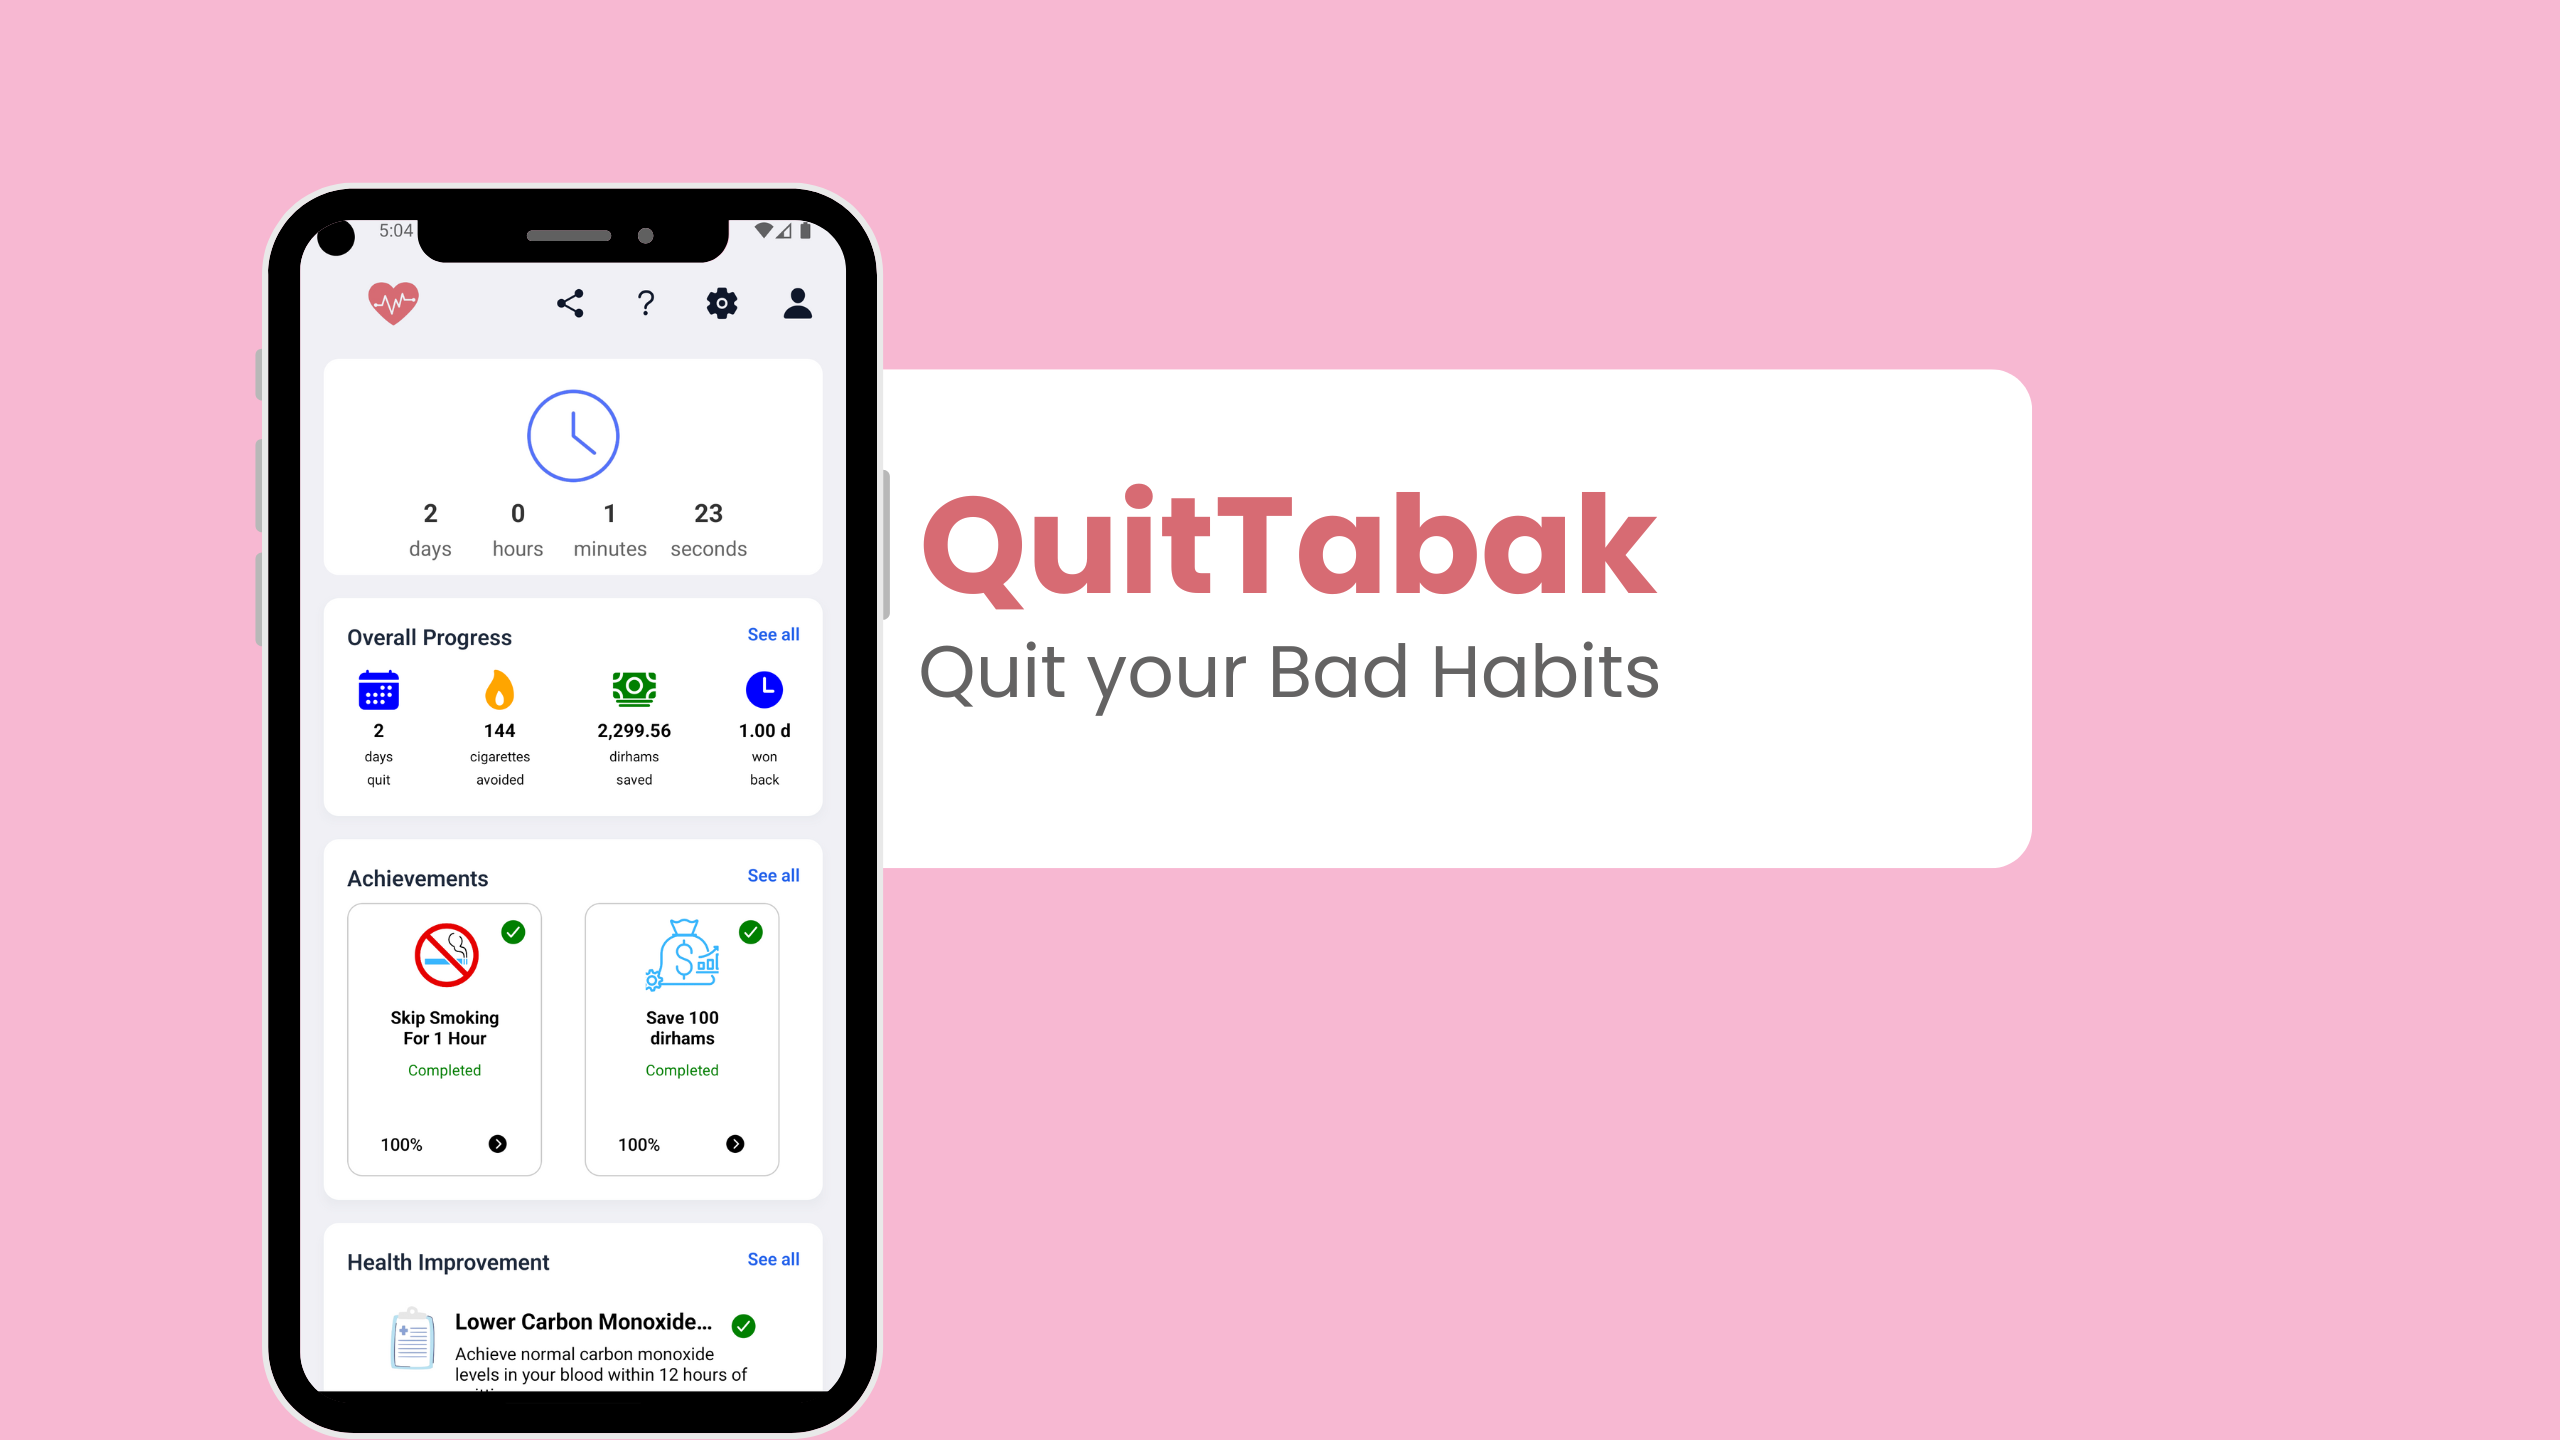 5:04
2 0 1 23
days hours minutes seconds
Overall Progress See all
2 144 2,299.56 1.00 d
days cigarettes dirhams won
quit avoided saved back
Achievements See all
Skip Smoking
For 1 Hour
Completed
100%
Save 100
dirhams
Completed
100%
Health Improvement See all
Lower Carbon Monoxide...
Achieve normal carbon monoxide
levels in your blood within 12 hours of
QuitTabak
Quit your Bad Habits